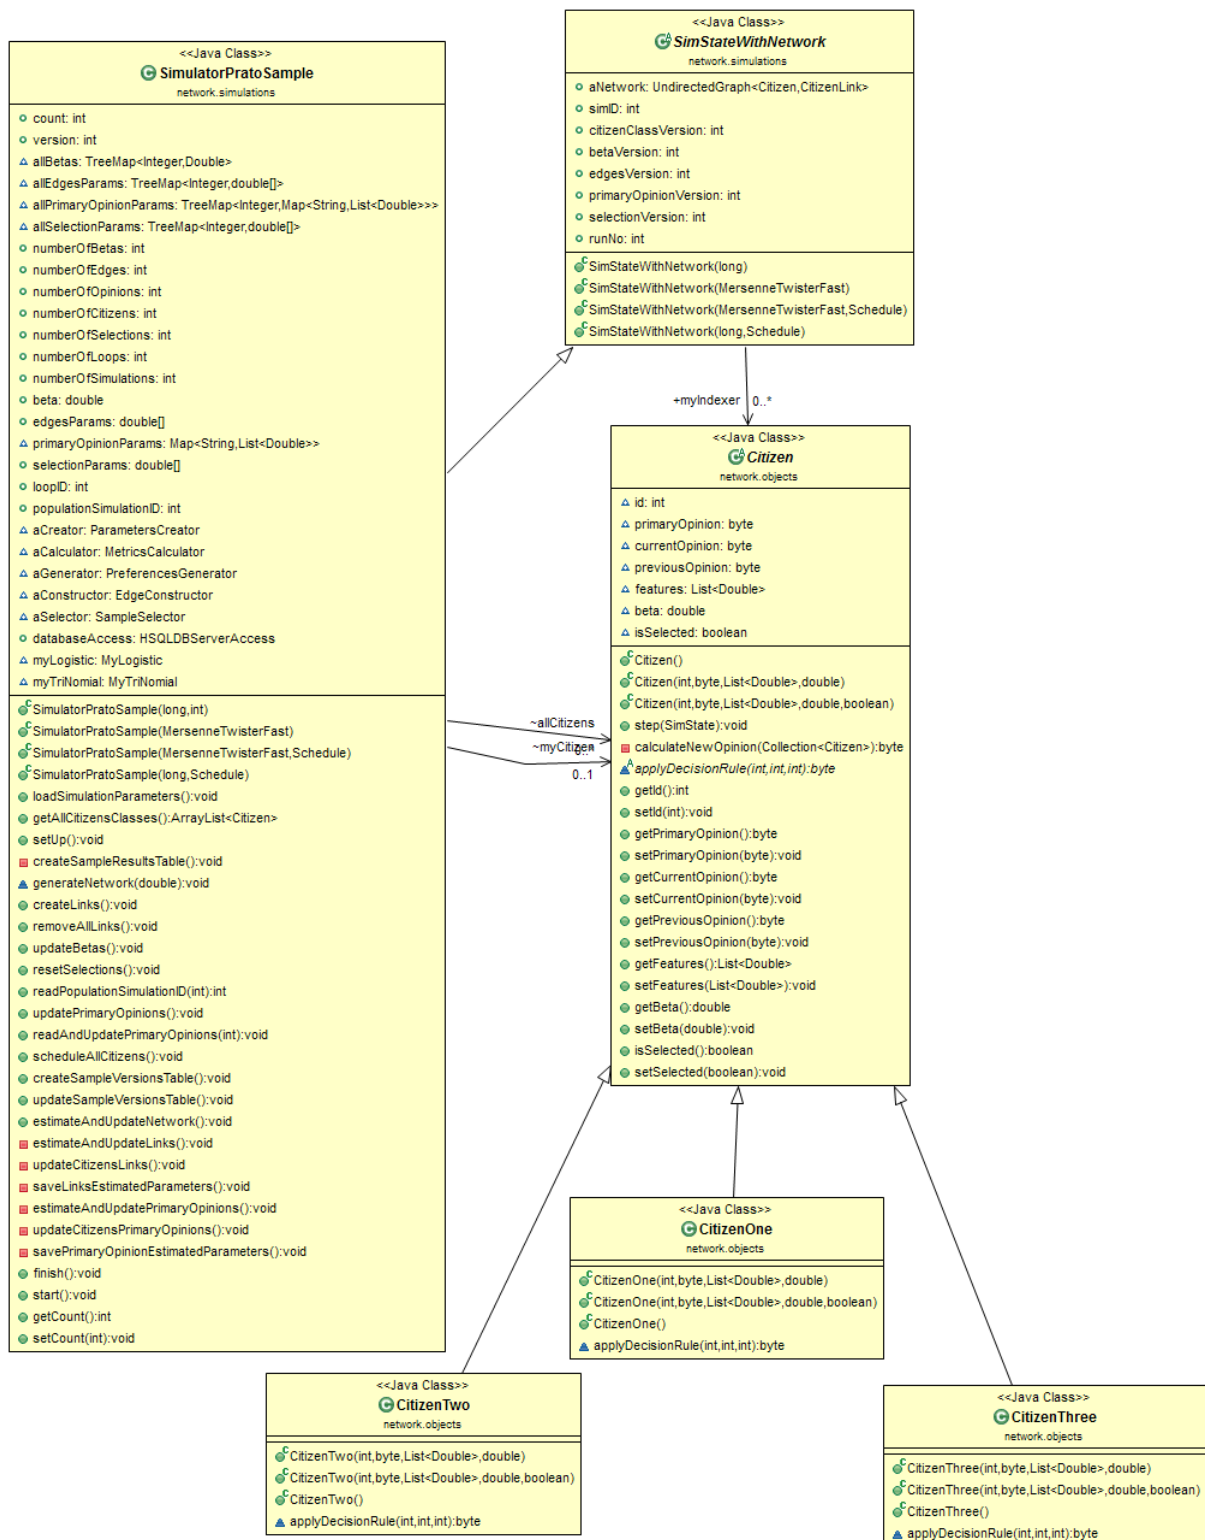 <<Java Class>>
SimulatorPratoSample
network.simulations
count: int
version: int
allBetas: TreeMap<Integer,Double>
allEdgesParams: TreeMap<Integer,double[]>
allPrimaryOpinionParams: TreeMap<Integer,Map<String,List<Double>>>
allSelectionParams: TreeMap<Integer,double[]>
numberOfBetas: int
numberOfEdges: int
numberOfOpinions: int
numberOfCitizens: int
numberOfSelections: int
numberOfLoops: int
numberOfSimulations: int
beta: double
edgesParams: double[]
primaryOpinionParams: Map<String,List<Double>>
selectionParams: double[]
loopID: int
populationSimulationID: int
aCreator: ParametersCreator
aCalculator: MetricsCalculator
aGenerator: PreferencesGenerator
aConstructor: EdgeConstructor
aSelector: SampleSelector
databaseAccess: HSQLDBServerAccess
myLogistic: MyLogistic
myTriNomial: MyTriNomial
SimulatorPratoSample(long,int)
SimulatorPratoSample(MersenneTwisterFast)
SimulatorPratoSample(MersenneTwisterFast,Schedule)
SimulatorPratoSample(long,Schedule)
loadSimulationParameters():void
getAllCitizensClasses():ArrayList<Citizen>
setUp():void
createSampleResultsTable():void
generateNetwork(double):void
createLinks():void
removeAllLinks():void
updateBetas():void
resetSelections():void
readPopulationSimulationID(int):int
updatePrimaryOpinions():void
readAndUpdatePrimaryOpinions(int):void
scheduleAllCitizens():void
createSampleVersionsTable():void
updateSampleVersionsTable():void
estimateAndUpdateNetwork():void
estimateAndUpdateLinks():void
updateCitizensLinks():void
saveLinksEstimatedParameters():void
estimateAndUpdatePrimaryOpinions():void
updateCitizensPrimaryOpinions():void
savePrimaryOpinionEstimatedParameters():void
finish():void
start():void
getCount():int
setCount(int):void
<<Java Class>>
SimStateWithNetwork
network.simulations
aNetwork: UndirectedGraph<Citizen,CitizenLink>
simID: int
citizenClassVersion: int
betaVersion: int
edgesVersion: int
primaryOpinionVersion: int
selectionVersion: int
runNo: int
SimStateWithNetwork(long)
SimStateWithNetwork(MersenneTwisterFast)
SimStateWithNetwork(MersenneTwisterFast,Schedule)
SimStateWithNetwork(long,Schedule)
+myIndexer 0..*
~allCitizens
0..*
~myCitizen
0..1
<<Java Class>>
Citizen
network.objects
id: int
primaryOpinion: byte
currentOpinion: byte
previousOpinion: byte
features: List<Double>
beta: double
isSelected: boolean
Citizen()
Citizen(int,byte,List<Double>,double)
Citizen(int,byte,List<Double>,double,boolean)
step(SimState):void
calculateNewOpinion(Collection<Citizen>):byte
applyDecisionRule(int,int,int):byte
getId():int
setId(int):void
getPrimaryOpinion():byte
setPrimaryOpinion(byte):void
getCurrentOpinion():byte
setCurrentOpinion(byte):void
getPreviousOpinion():byte
setPreviousOpinion(byte):void
getFeatures():List<Double>
setFeatures(List<Double>):void
getBeta():double
setBeta(double):void
isSelected():boolean
setSelected(boolean):void
<<Java Class>>
CitizenOne
network.objects
CitizenOne(int,byte,List<Double>,double)
CitizenOne(int,byte,List<Double>,double,boolean)
CitizenOne()
applyDecisionRule(int,int,int):byte
<<Java Class>>
CitizenTwo
network.objects
CitizenTwo(int,byte,List<Double>,double)
CitizenTwo(int,byte,List<Double>,double,boolean)
CitizenTwo()
applyDecisionRule(int,int,int):byte
<<Java Class>>
CitizenThree
network.objects
CitizenThree(int,byte,List<Double>,double)
CitizenThree(int,byte,List<Double>,double,boolean)
CitizenThree()
applyDecisionRule(int,int,int):byte